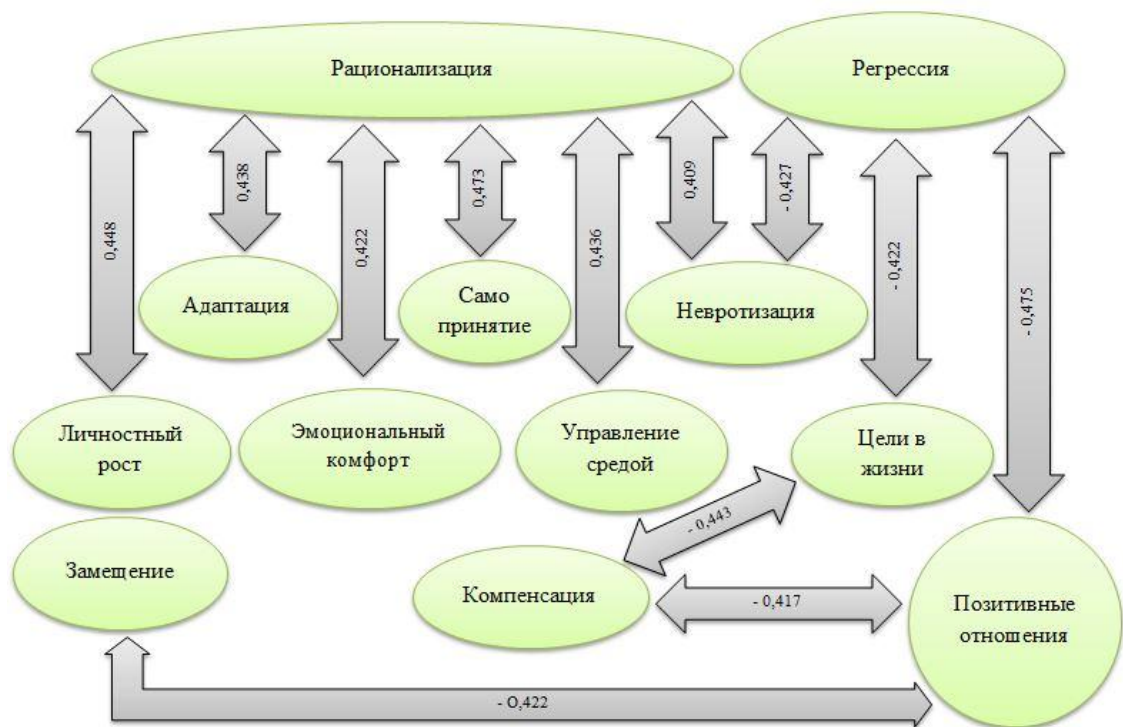 Рационализация
Регрессия
0,448
0,438
0,422
0,473
0,436
0,409
- 0,427
- 0,422
- 0,475
Адаптация
Само
принятие
Невротизация
Личностный
рост
Эмоциональный
комфорт
Управление
средой
Цели в
жизни
- 0,443
Замещение
Компенсация
- 0,417
Позитивные
отношения
- 0,422